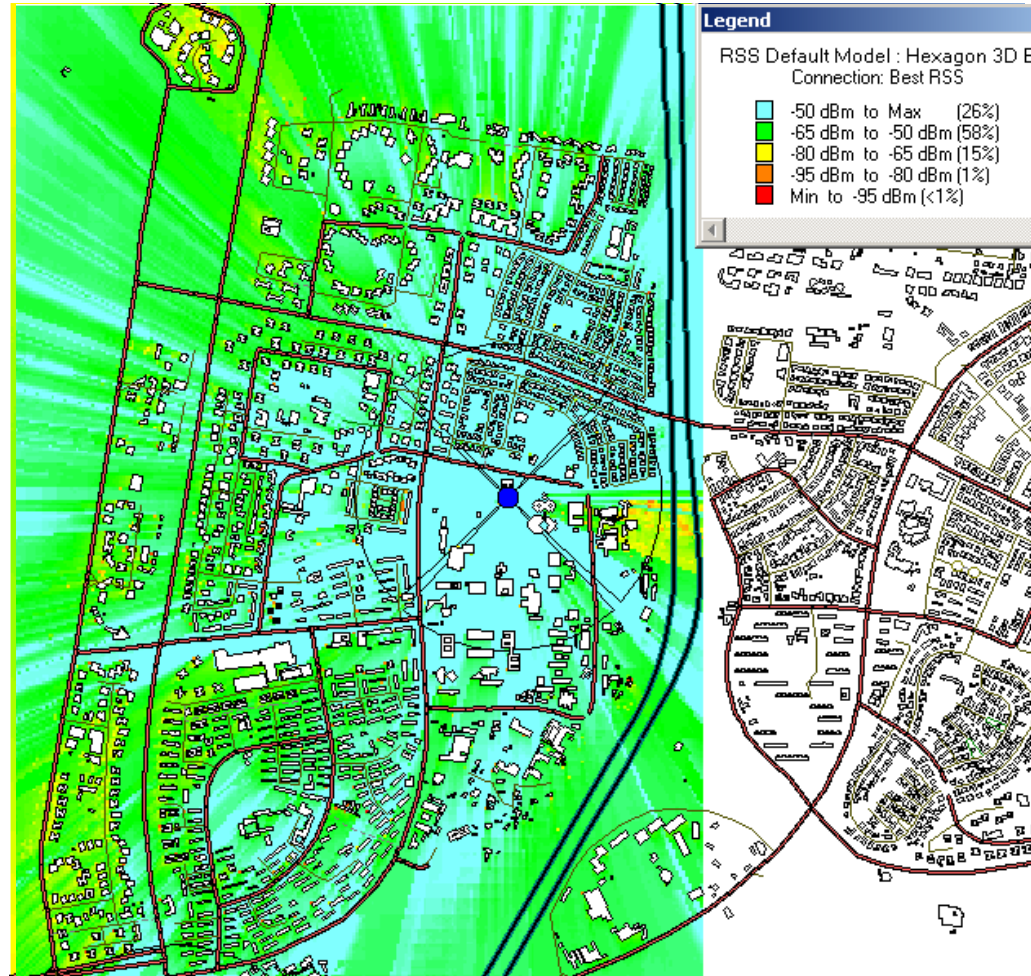 Legend
RSS Default Model : Hexagon 3D
Connection: Best RSS
-50 dBm to Max (26%)
-65 dBm to -50 dBm (58%)
-80 dBm to -65 dBm (15%)
-95 dBm to -80 dBm (1%)
Min to -95 dBm (<1%)